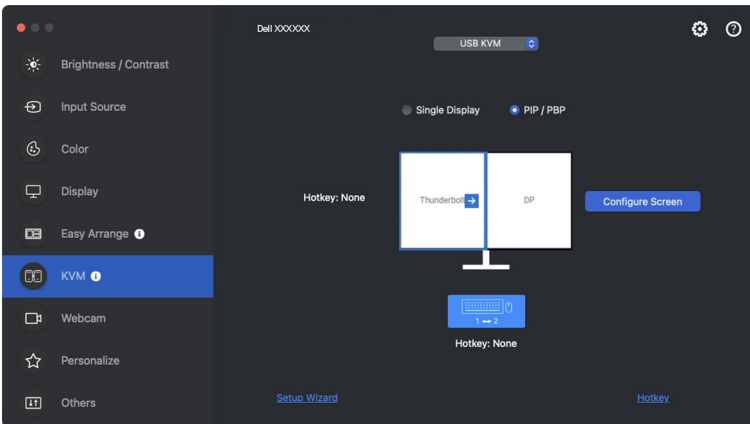 Dell XXXXXX
USB KVM
Brightness / Contrast
Input Source
Color
Display
Easy Arrange
KVM
Webcam
Personalize
Others
Single Display
PIP / PBP
Hotkey: None
Thunderbolt
DP
Configure Screen
1 2
Hotkey: None
Setup Wizard
Hotkey